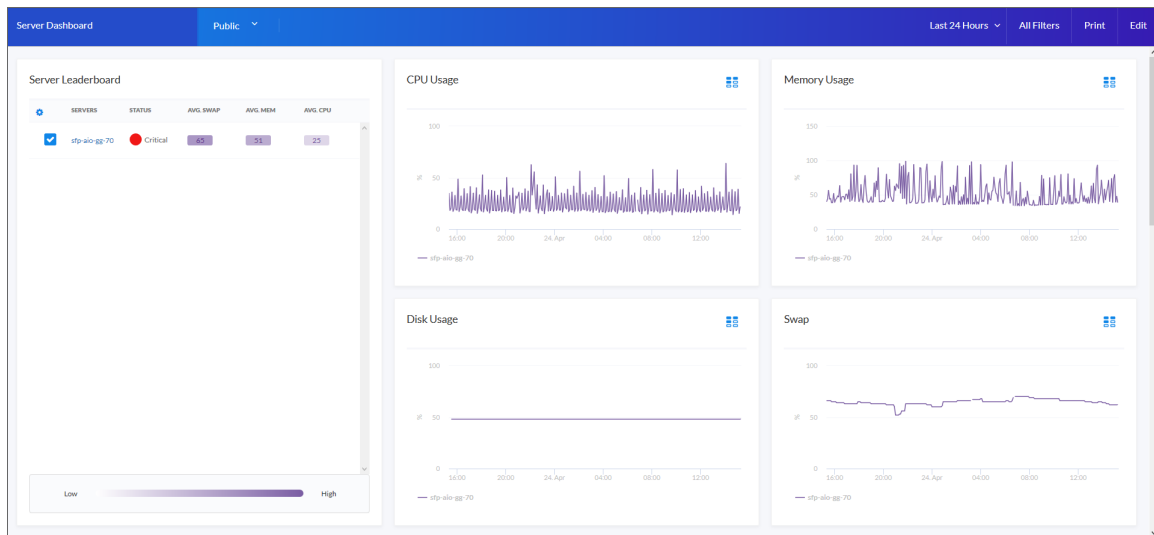 Server Dashboard Public Last 24 Hours All Filters Print Edit
Server Leaderboard
SERVERS STATUS AVG. SWAP AVG. MEM AVG. CPU
sfp-aio-gg-70 Critical 65 51 25
Low High
CPU Usage
100
% 50
0
16:00 20:00 24. Apr 04:00 08:00 12:00
sfp-aio-gg-70
Memory Usage
150
100
% 50
0
16:00 20:00 24. Apr 04:00 08:00 12:00
sfp-aio-gg-70
Disk Usage
100
% 50
0
16:00 20:00 24. Apr 04:00 08:00 12:00
sfp-aio-gg-70
Swap
100
% 50
0
16:00 20:00 24. Apr 04:00 08:00 12:00
sfp-aio-gg-70